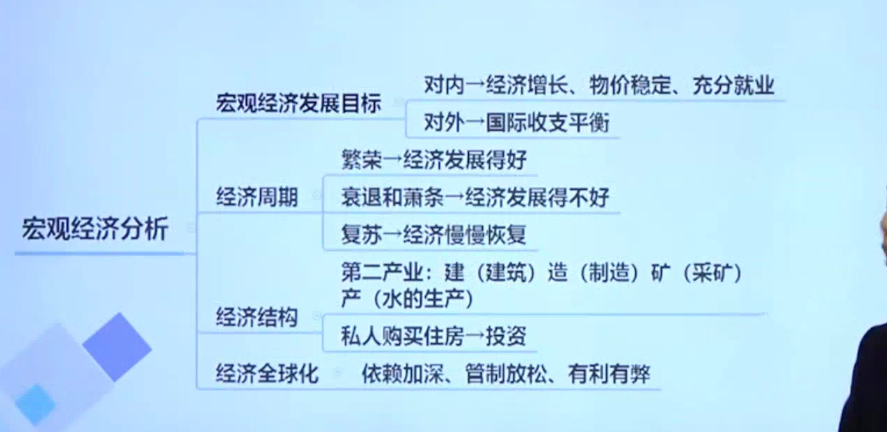 对内→经济增长、物价稳定、充分就业
宏观经济发展目标
对外→国际收支平衡
繁荣→经济发展得好
经济周期
衰退和萧条→经济发展得不好
宏观经济分析
复苏→经济慢慢恢复
第二产业：建（建筑）造（制造）矿（采矿）
产（水的生产）
经济结构
私人购买住房→投资
经济全球化
依赖加深、管制放松、有利有弊